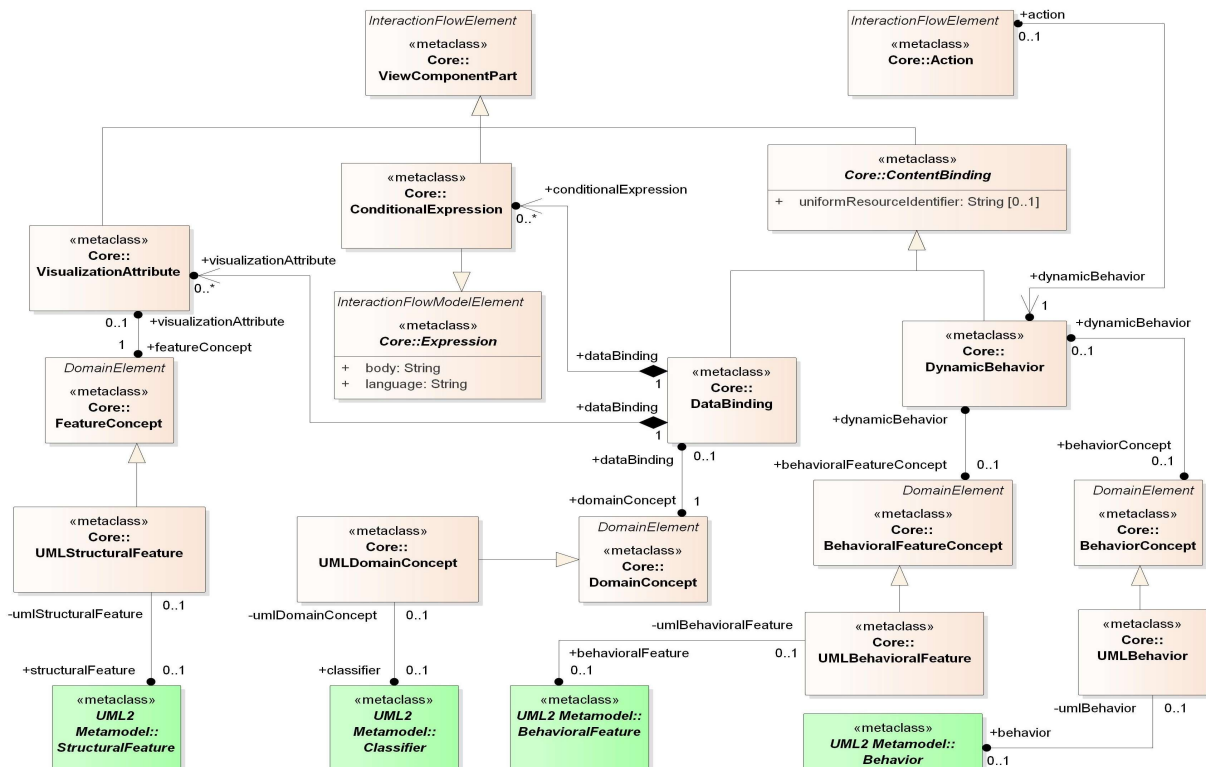 InteractionFlowElement
«metaclass»
Core::
ViewComponentPart
InteractionFlowElement
«metaclass»
Core::Action
+action
0..1
«metaclass»
Core::
ConditionalExpression
+conditionalExpression
0..*
«metaclass»
Core::ContentBinding
+ uniformResourceIdentifier: String [0..1]
«metaclass»
Core::
VisualizationAttribute
+visualizationAttribute
0..*
0..1
+visualizationAttribute
1
+featureConcept
InteractionFlowModelElement
«metaclass»
Core::Expression
+ body: String
+ language: String
+dynamicBehavior
1
«metaclass»
Core::
DynamicBehavior
+dynamicBehavior
0..1
+dataBinding
1
+dataBinding
1
«metaclass»
Core::
DataBinding
+dataBinding
0..1
DomainElement
«metaclass»
Core::
FeatureConcept
+dynamicBehavior
+behavioralFeatureConcept
0..1
+behaviorConcept
0..1
+domainConcept
1
«metaclass»
Core::
UMLStructuralFeature
«metaclass»
Core::
UMLDomainConcept
DomainElement
«metaclass»
Core::
DomainConcept
DomainElement
«metaclass»
Core::
BehavioralFeatureConcept
DomainElement
«metaclass»
Core::
BehaviorConcept
-umlStructuralFeature
0..1
-umlDomainConcept
0..1
-umlBehavioralFeature
0..1
«metaclass»
Core::
UMLBehavioralFeature
«metaclass»
Core::
UMLBehavior
+structuralFeature
0..1
+classifier
0..1
+behavioralFeature
0..1
-umlBehavior
0..1
«metaclass»
UML2
Metamodel::
StructuralFeature
«metaclass»
UML2
Metamodel::
Classifier
«metaclass»
UML2 Metamodel::
BehavioralFeature
«metaclass»
UML2 Metamodel::
Behavior
+behavior
0..1